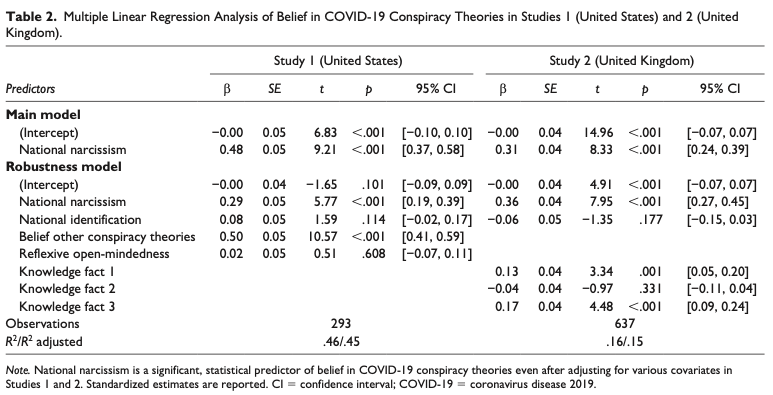 Table 2. Multiple Linear Regression Analysis of Belief in COVID-19 Conspiracy Theories in Studies 1 (United States) and 2 (United
Kingdom).
Study 1 (United States) Study 2 (United Kingdom)
Predictors β SE t p 95% CI β SE t p 95% CI
Main model
(Intercept) −0.00 0.05 6.83 <.001 [−0.10, 0.10] −0.00 0.04 14.96 <.001 [−0.07, 0.07]
National narcissism 0.48 0.05 9.21 <.001 [0.37, 0.58] 0.31 0.04 8.33 <.001 [0.24, 0.39]
Robustness model
(Intercept) −0.00 0.04 −1.65 .101 [−0.09, 0.09] −0.00 0.04 4.91 <.001 [−0.07, 0.07]
National narcissism 0.29 0.05 5.77 <.001 [0.19, 0.39] 0.36 0.04 7.95 <.001 [0.27, 0.45]
National identification 0.08 0.05 1.59 .114 [−0.02, 0.17] −0.06 0.05 −1.35 .177 [−0.15, 0.03]
Belief other conspiracy theories 0.50 0.05 10.57 <.001 [0.41, 0.59]
Reflexive open-mindedness 0.02 0.05 0.51 .608 [−0.07, 0.11]
Knowledge fact 1 0.13 0.04 3.34 .001 [0.05, 0.20]
Knowledge fact 2 −0.04 0.04 −0.97 .331 [−0.11, 0.04]
Knowledge fact 3 0.17 0.04 4.48 <.001 [0.09, 0.24]
Observations 293 637
R²/R² adjusted .46/.45 .16/.15
Note. National narcissism is a significant, statistical predictor of belief in COVID-19 conspiracy theories even after adjusting for various covariates in
Studies 1 and 2. Standardized estimates are reported. CI = confidence interval; COVID-19 = coronavirus disease 2019.